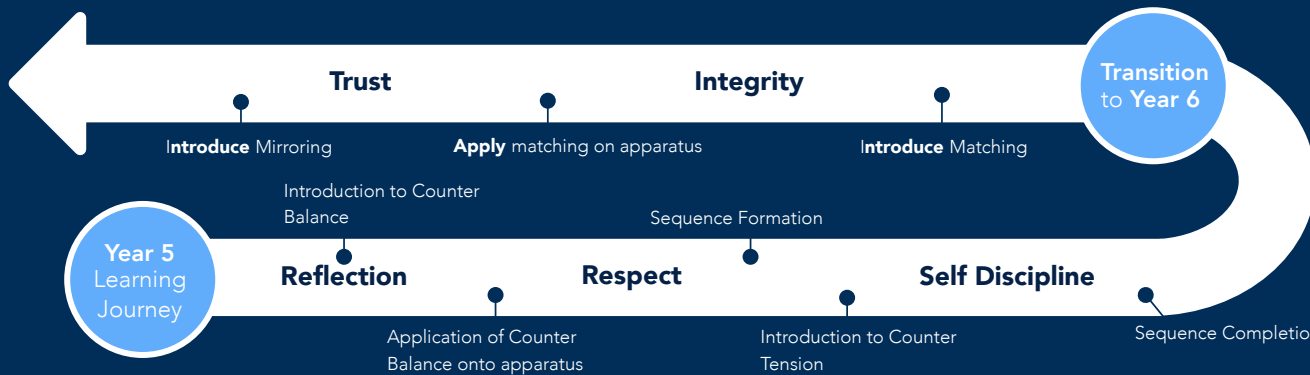 Trust
Integrity
Transition
to Year 6
Introduce Mirroring
Apply matching on apparatus
Introduce Matching
Introduction to Counter
Balance
Sequence Formation
Year 5
Learning
Journey
Reflection
Respect
Self Discipline
Application of Counter
Balance onto apparatus
Introduction to Counter
Tension
Sequence Completio